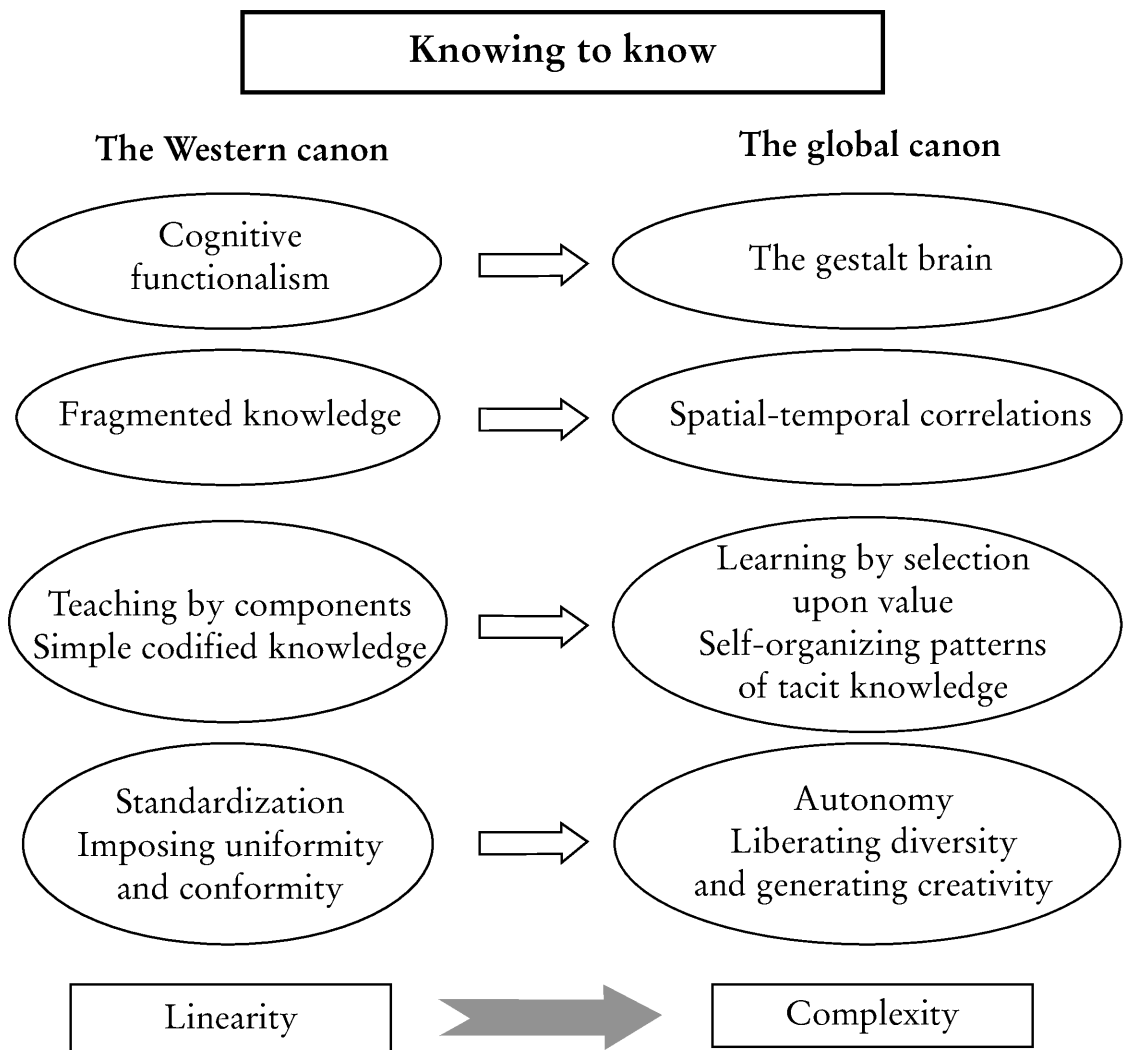 Knowing to know
The Western canon
The global canon
Cognitive
functionalism
The gestalt brain
Fragmented knowledge
Spatial-temporal correlations
Teaching by components
Simple codified knowledge
Learning by selection
upon value
Self-organizing patterns
of tacit knowledge
Standardization
Imposing uniformity
and conformity
Autonomy
Liberating diversity
and generating creativity
Linearity
Complexity